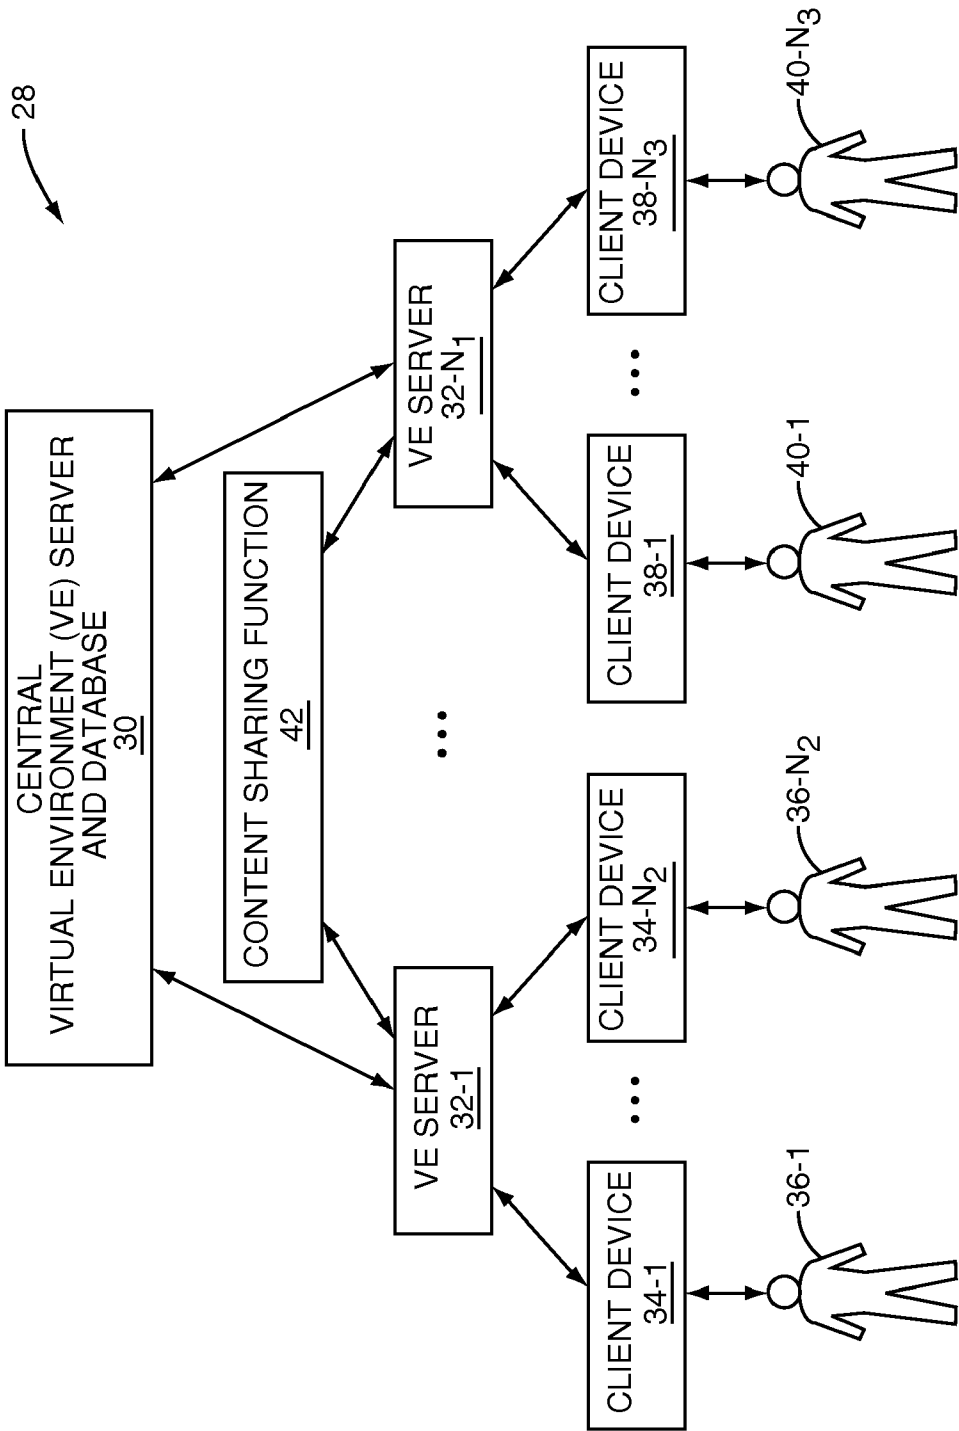 28
CENTRAL
VIRTUAL ENVIRONMENT (VE) SERVER
AND DATABASE
30
CONTENT SHARING FUNCTION
42
VE SERVER
32-1
...
VE SERVER
32-N1
CLIENT DEVICE
34-1
...
CLIENT DEVICE
34-N2
CLIENT DEVICE
38-1
...
CLIENT DEVICE
38-N3
36-1
36-N2
40-1
40-N3